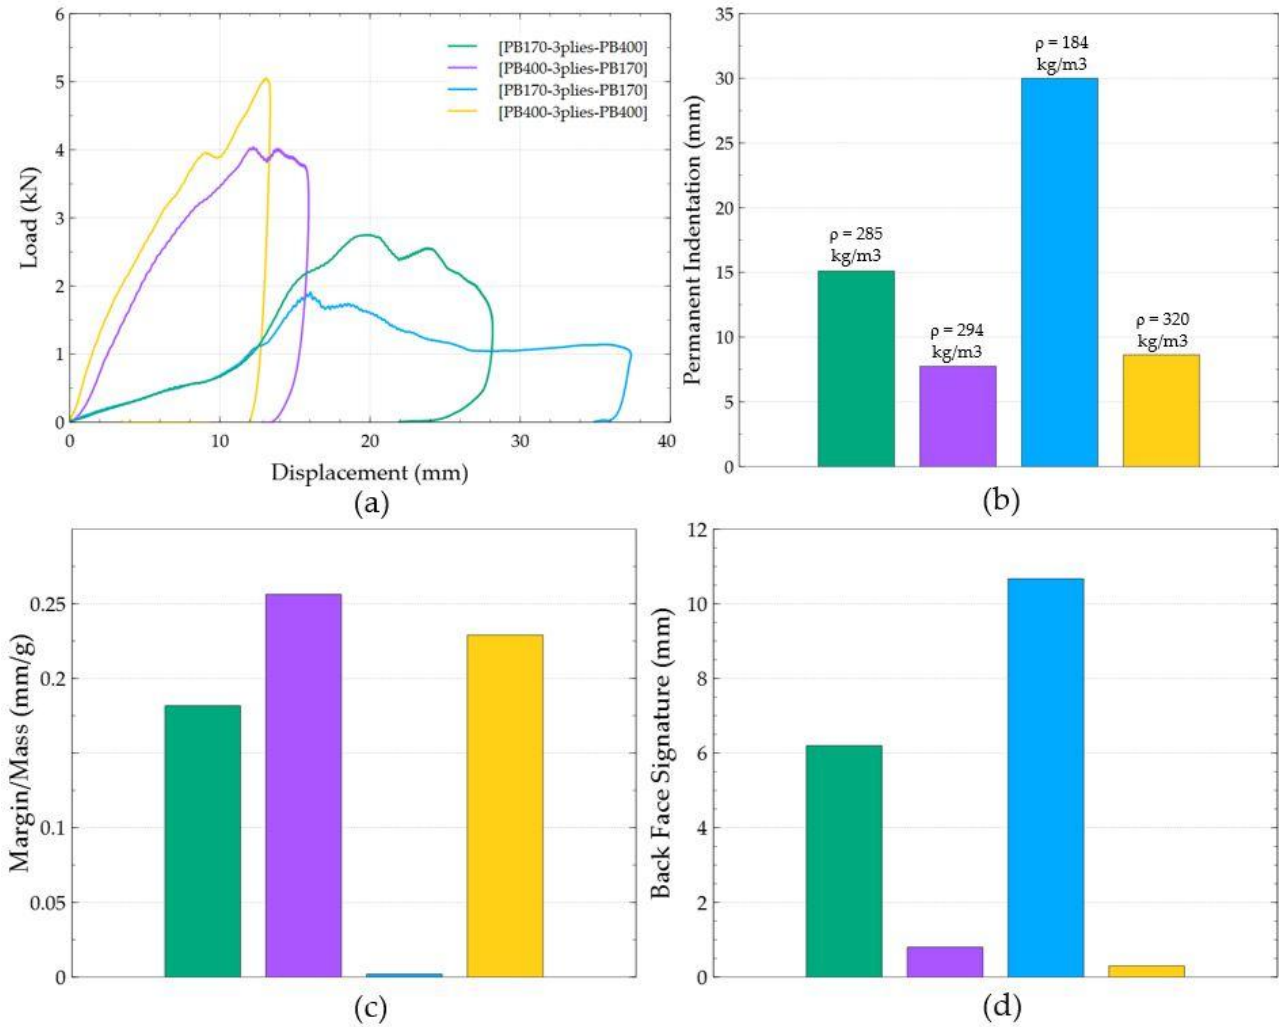 6
5
4
3
2
1
0
Load (kN)
[PB170-3plies-PB400]
[PB400-3plies-PB170]
[PB170-3plies-PB170]
[PB400-3plies-PB400]
0
10
20
30
40
Displacement (mm)
(a)
35
30
25
20
15
10
5
0
Permanent Indentation (mm)
ρ = 285
kg/m3
ρ = 294
kg/m3
ρ = 184
kg/m3
ρ = 320
kg/m3
(b)
0.25
0.2
0.1
0.05
0
Margin/Mass (mm/g)
(c)
12
10
8
6
4
2
0
Back Face Signature (mm)
(d)